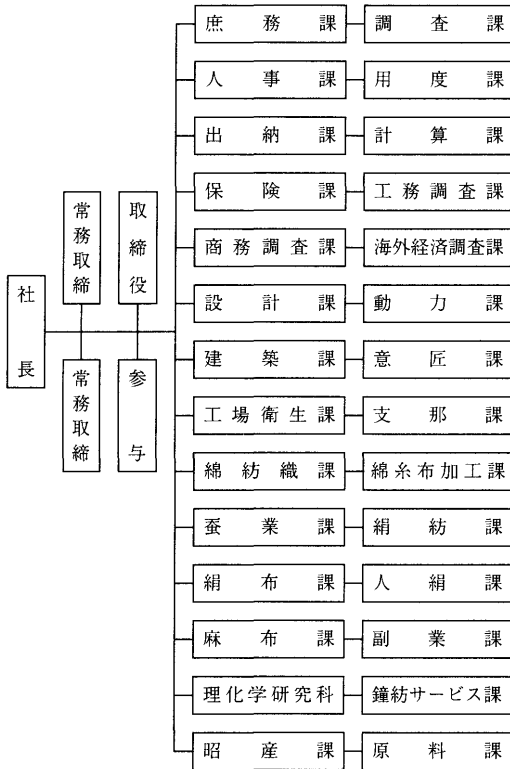 社長
常務取締
常務取締
取締役
参与
庶務課 調査課
人事課 用度課
出納課 計算課
保険課 工務調査課
商務調査課 海外経済調査課
設計課 動力課
建築課 意匠課
工場衛生課 支那課
綿紡織課 綿糸布加工課
蚕業課 絹紡課
絹布課 人絹課
麻布課 副業課
理化学研究科 鐘紡サービス課
昭産課 原料課